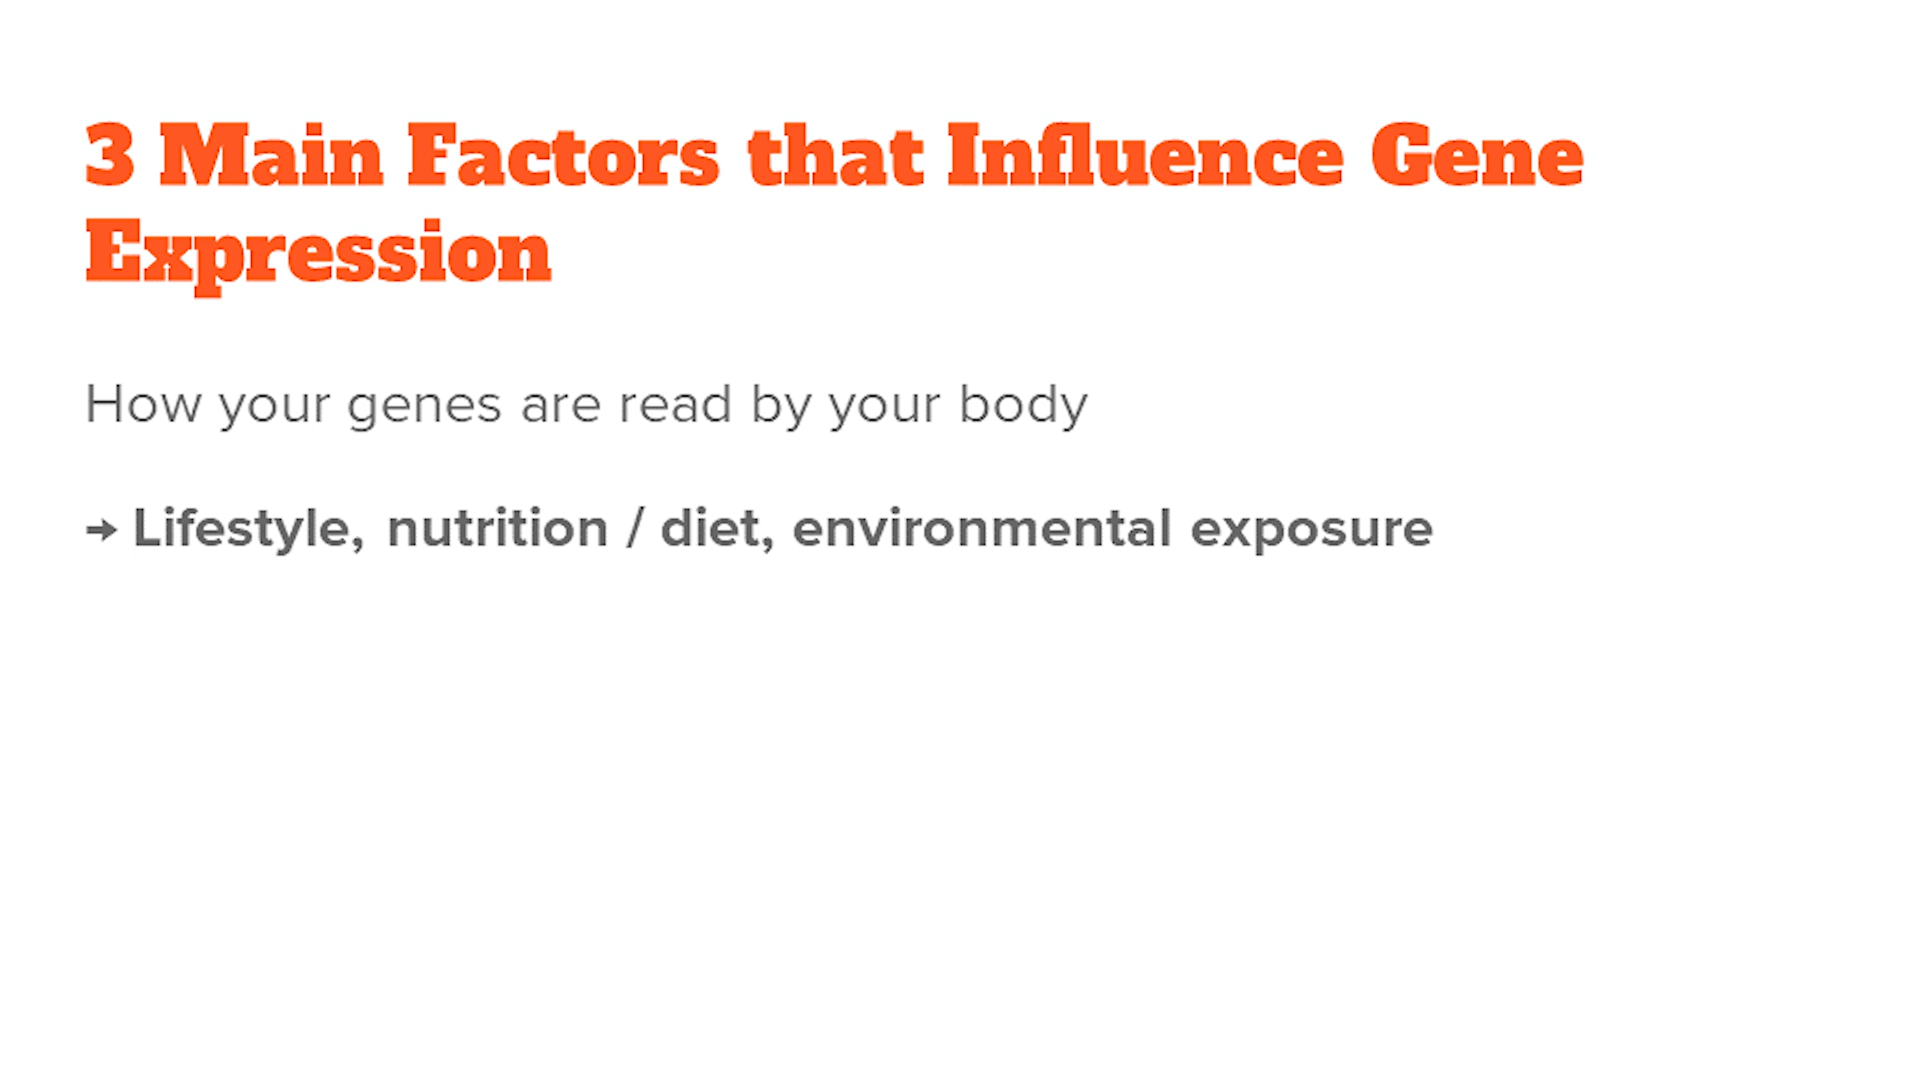 3 Main Factors that Influence Gene
Expression
How your genes are read by your body
→ Lifestyle, nutrition / diet, environmental exposure